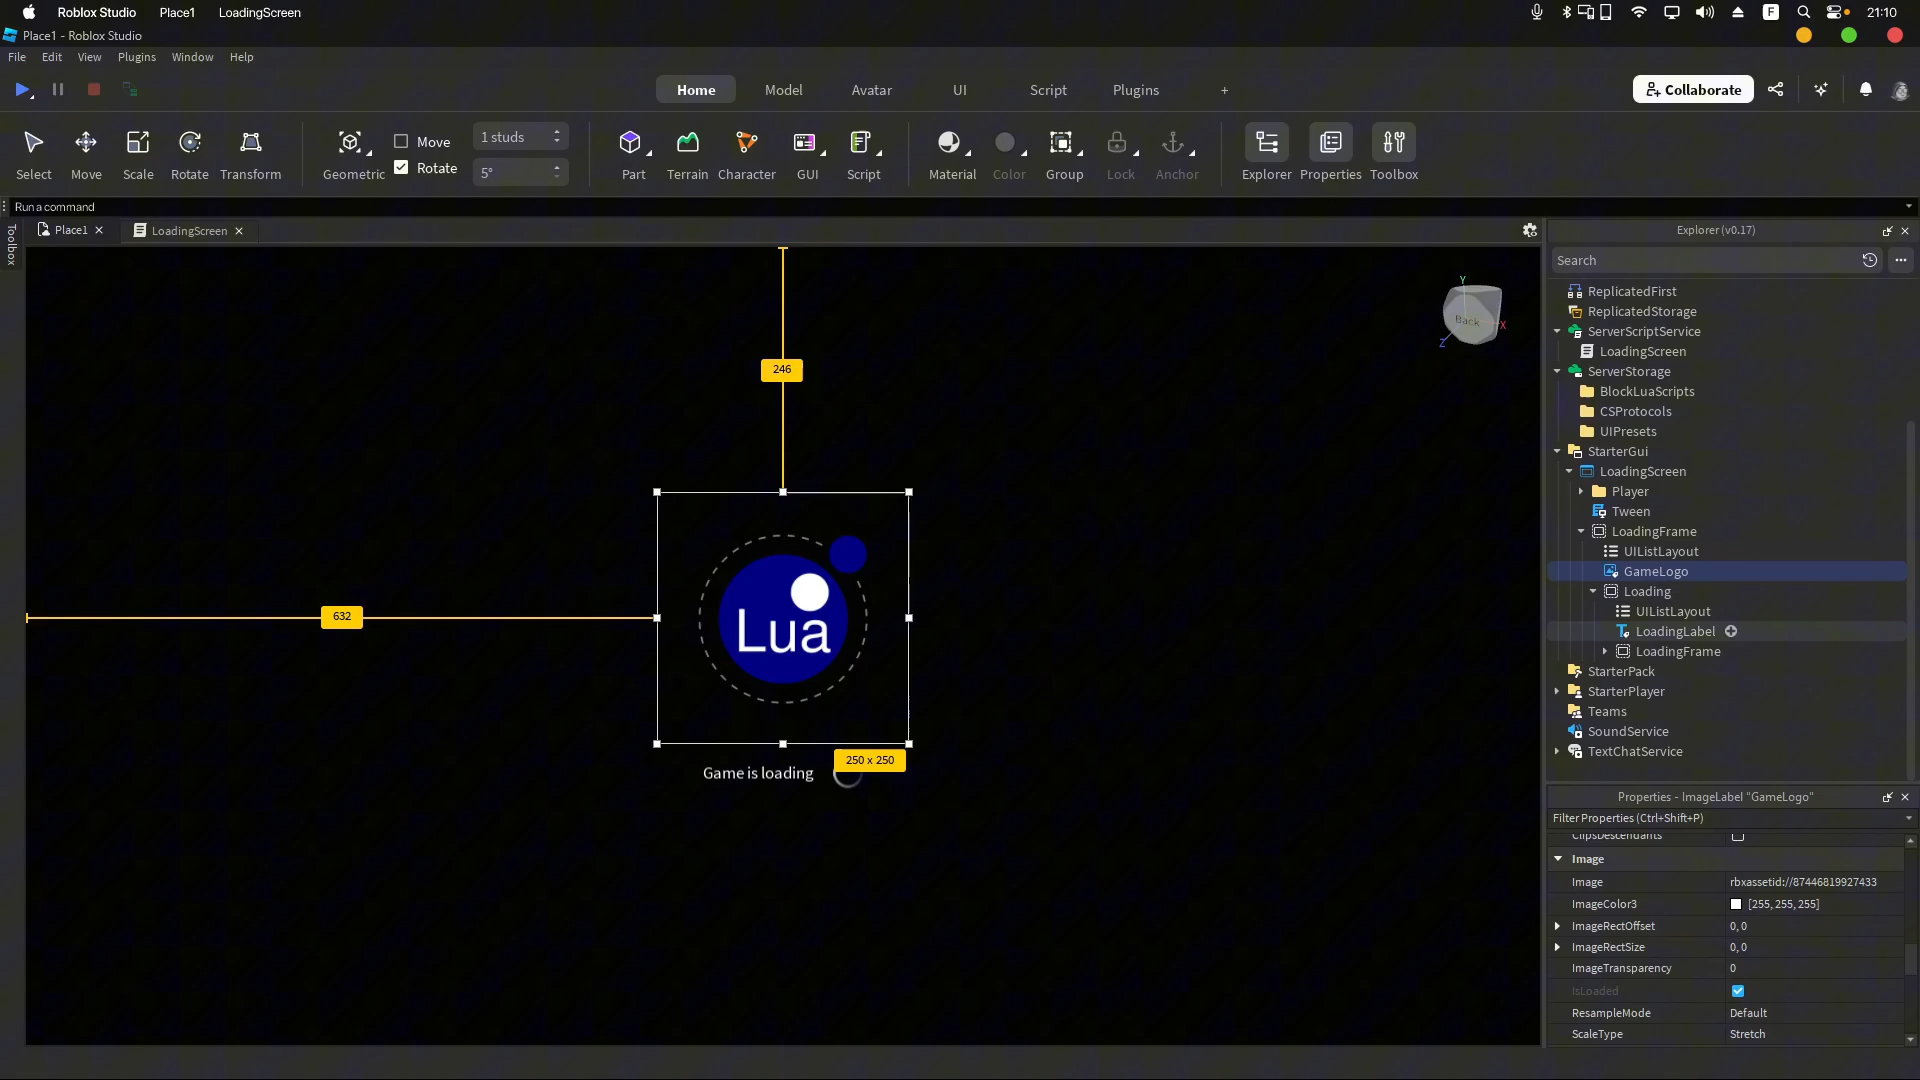 Roblox Studio Place1 LoadingScreen F 21:10
Place1 - Roblox Studio
File Edit View Plugins Window Help
Home Model Avatar UI Script Plugins + Collaborate
Move 1 studs
Rotate 5°
Select Move Scale Rotate Transform Geometric Part Terrain Character GUI Script Material Color Group Lock Anchor Explorer Properties Toolbox
Run a command
Toolbox
Place1 LoadingScreen
246
632
Lua
250 x 250
Game is loading
Y
Back
X
Z
Explorer (v0.17)
Search
ReplicatedFirst
ReplicatedStorage
ServerScriptService
LoadingScreen
ServerStorage
BlockLuaScripts
CSProtocols
UIPresets
StarterGui
LoadingScreen
Player
Tween
LoadingFrame
UIListLayout
GameLogo
Loading
UIListLayout
LoadingLabel
LoadingFrame
StarterPack
StarterPlayer
Teams
SoundService
TextChatService
Properties - ImageLabel "GameLogo"
Filter Properties (Ctrl+Shift+P)
ClipsDescendants
Image
Image rbxassetid://87446819927433
ImageColor3 [255, 255, 255]
ImageRectOffset 0, 0
ImageRectSize 0, 0
ImageTransparency 0
IsLoaded
ResampleMode Default
ScaleType Stretch